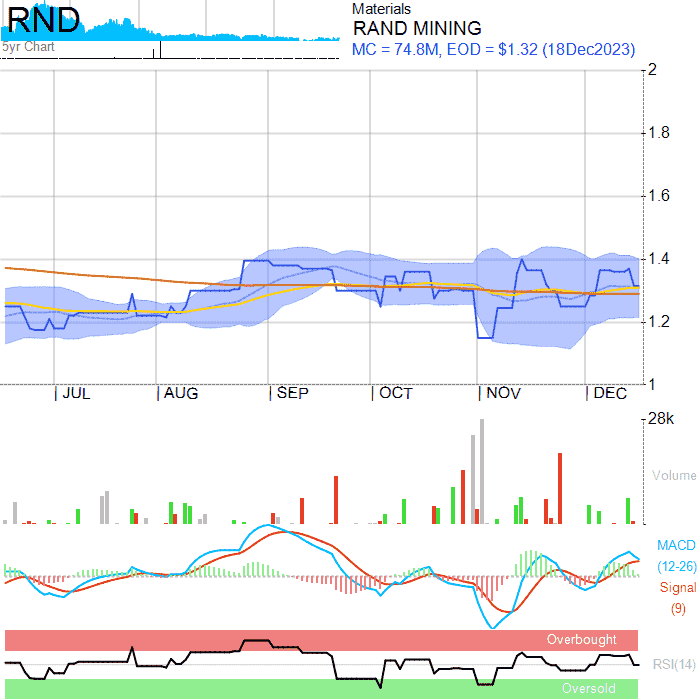 RND
5yr Chart
Materials
RAND MINING
MC = 74.8M, EOD = $1.32 (18Dec2023)
2
1.8
1.6
1.4
1.2
1
JUL AUG SEP OCT NOV DEC
28k
Volume
MACD
(12-26)
Signal
(9)
Overbought
RSI(14)
Oversold